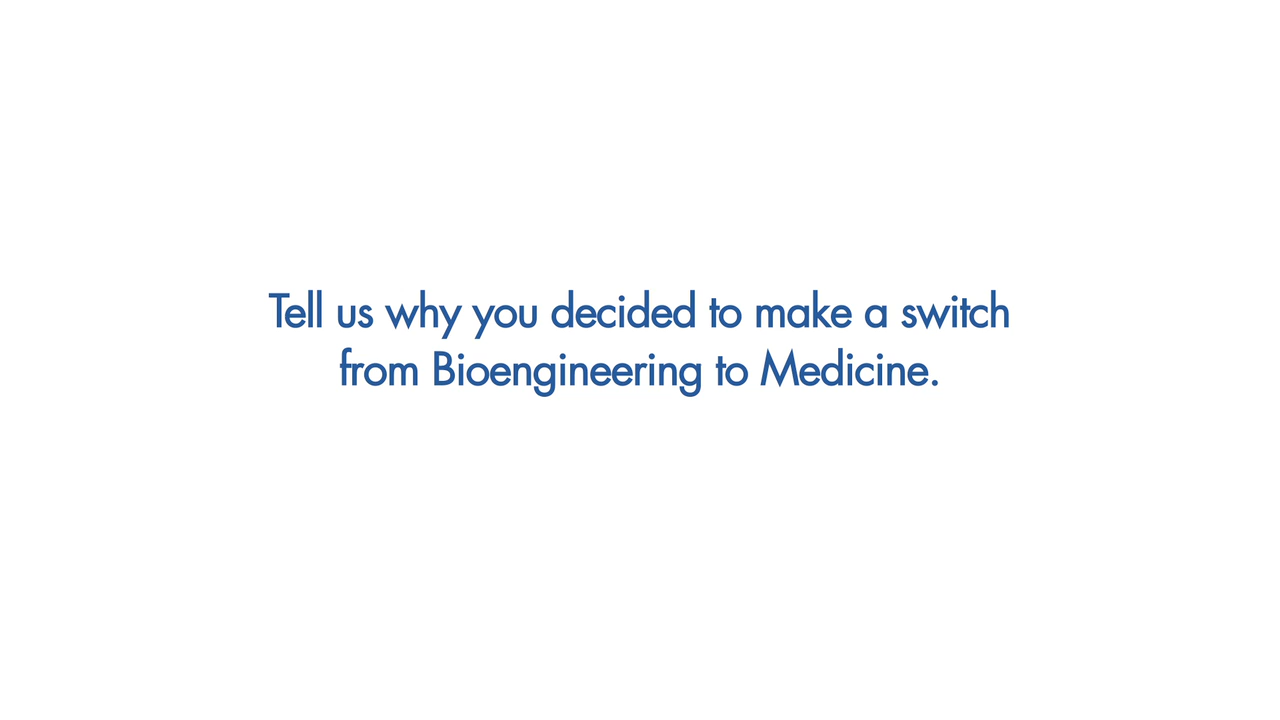 Tell us why you decided to make a switch
from Bioengineering to Medicine.